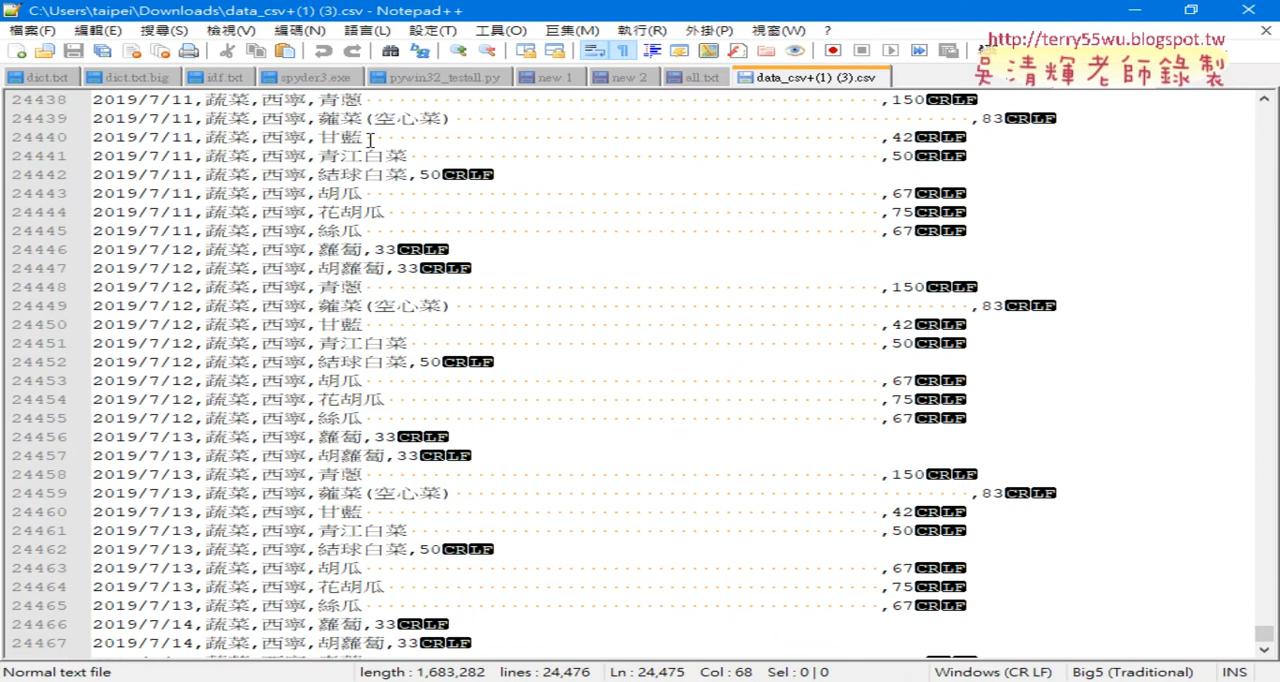 C:\Users\taipei\Downloads\data_csv+(1) (3).csv - Notepad++
檔案(F) 編輯(E) 搜尋(S) 檢視(V) 編碼(N) 語言(L) 設定(T) 工具(O) 巨集(M) 執行(R) 外掛(P) 視窗(W) ?
http://terry55wu.blogspot.tw
吳清輝老師錄製
dict.txt dict.txt.big idf.txt spyder3.exe pywin32_testall.py new 1 new 2 all.txt data_csv+(1) (3).csv
24438 2019/7/11,蔬菜,西寧,青蔥 ,150CRLF
24439 2019/7/11,蔬菜,西寧,蕹菜(空心菜) ,83CRLF
24440 2019/7/11,蔬菜,西寧,甘藍 ,42CRLF
24441 2019/7/11,蔬菜,西寧,青江白菜 ,50CRLF
24442 2019/7/11,蔬菜,西寧,結球白菜,50CRLF
24443 2019/7/11,蔬菜,西寧,胡瓜 ,67CRLF
24444 2019/7/11,蔬菜,西寧,花胡瓜 ,75CRLF
24445 2019/7/11,蔬菜,西寧,絲瓜 ,67CRLF
24446 2019/7/12,蔬菜,西寧,蘿蔔,33CRLF
24447 2019/7/12,蔬菜,西寧,胡蘿蔔,33CRLF
24448 2019/7/12,蔬菜,西寧,青蔥 ,150CRLF
24449 2019/7/12,蔬菜,西寧,蕹菜(空心菜) ,83CRLF
24450 2019/7/12,蔬菜,西寧,甘藍 ,42CRLF
24451 2019/7/12,蔬菜,西寧,青江白菜 ,50CRLF
24452 2019/7/12,蔬菜,西寧,結球白菜,50CRLF
24453 2019/7/12,蔬菜,西寧,胡瓜 ,67CRLF
24454 2019/7/12,蔬菜,西寧,花胡瓜 ,75CRLF
24455 2019/7/12,蔬菜,西寧,絲瓜 ,67CRLF
24456 2019/7/13,蔬菜,西寧,蘿蔔,33CRLF
24457 2019/7/13,蔬菜,西寧,胡蘿蔔,33CRLF
24458 2019/7/13,蔬菜,西寧,青蔥 ,150CRLF
24459 2019/7/13,蔬菜,西寧,蕹菜(空心菜) ,83CRLF
24460 2019/7/13,蔬菜,西寧,甘藍 ,42CRLF
24461 2019/7/13,蔬菜,西寧,青江白菜 ,50CRLF
24462 2019/7/13,蔬菜,西寧,結球白菜,50CRLF
24463 2019/7/13,蔬菜,西寧,胡瓜 ,67CRLF
24464 2019/7/13,蔬菜,西寧,花胡瓜 ,75CRLF
24465 2019/7/13,蔬菜,西寧,絲瓜 ,67CRLF
24466 2019/7/14,蔬菜,西寧,蘿蔔,33CRLF
24467 2019/7/14,蔬菜,西寧,胡蘿蔔,33CRLF
Normal text file length : 1,683,282 lines : 24,476 Ln : 24,475 Col : 68 Sel : 0 | 0 Windows (CR LF) Big5 (Traditional) INS